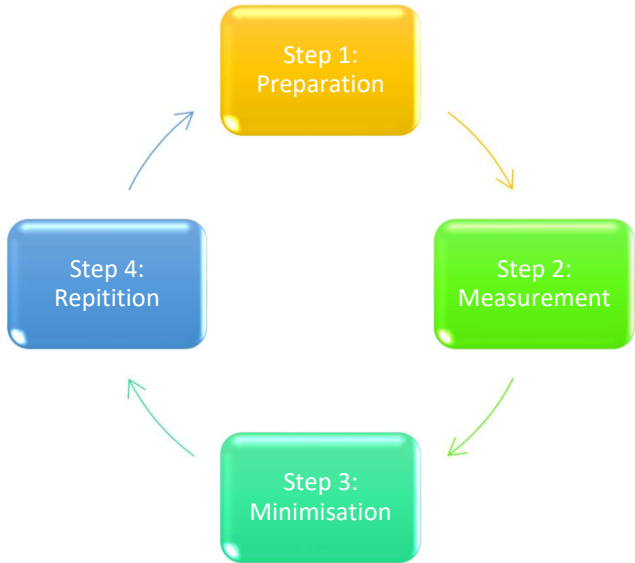 Step 1:
Preparation
Step 2:
Measurement
Step 3:
Minimisation
Step 4:
Repitition